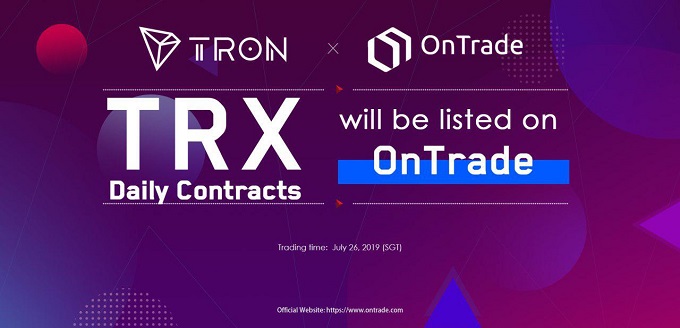 TRON × OnTrade
TRX
Daily Contracts
will be listed on
OnTrade
Trading time: July 26, 2019 (SGT)
Official Website: https://www.ontrade.com